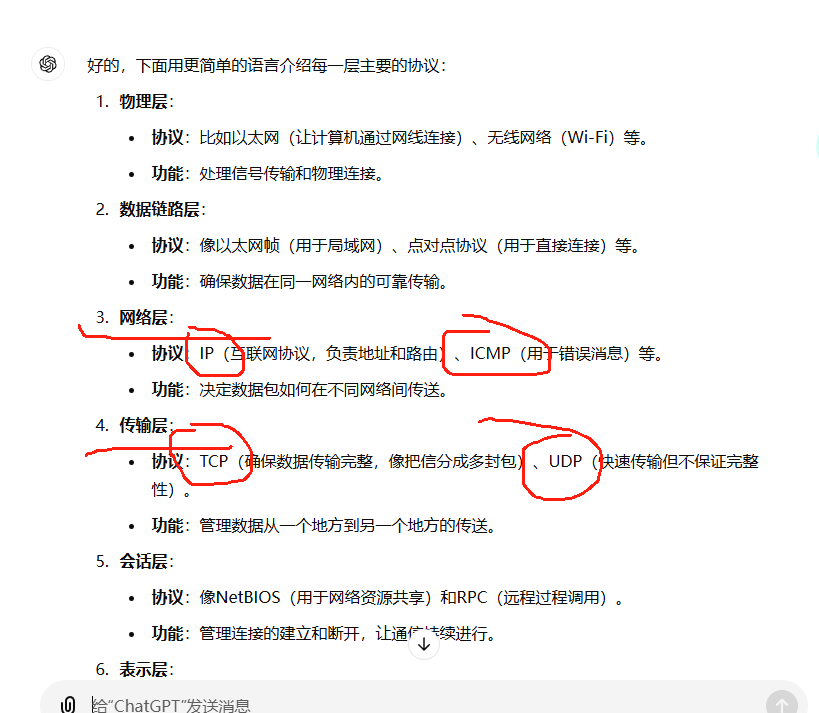 好的，下面用更简单的语言介绍每一层主要的协议：
1. 物理层：
• 协议：比如以太网（让计算机通过网线连接）、无线网络（Wi-Fi）等。
• 功能：处理信号传输和物理连接。
2. 数据链路层：
• 协议：像以太网帧（用于局域网）、点对点协议（用于直接连接）等。
• 功能：确保数据在同一网络内的可靠传输。
3. 网络层：
• 协议：IP（互联网协议，负责地址和路由）、ICMP（用于错误消息）等。
• 功能：决定数据包如何在不同网络间传送。
4. 传输层：
• 协议：TCP（确保数据传输完整，像把信分成多封包）、UDP（快速传输但不保证完整
性）。
• 功能：管理数据从一个地方到另一个地方的传送。
5. 会话层：
• 协议：像NetBIOS（用于网络资源共享）和RPC（远程过程调用）。
• 功能：管理连接的建立和断开，让通信持续进行。
6. 表示层：
给“ChatGPT”发送消息